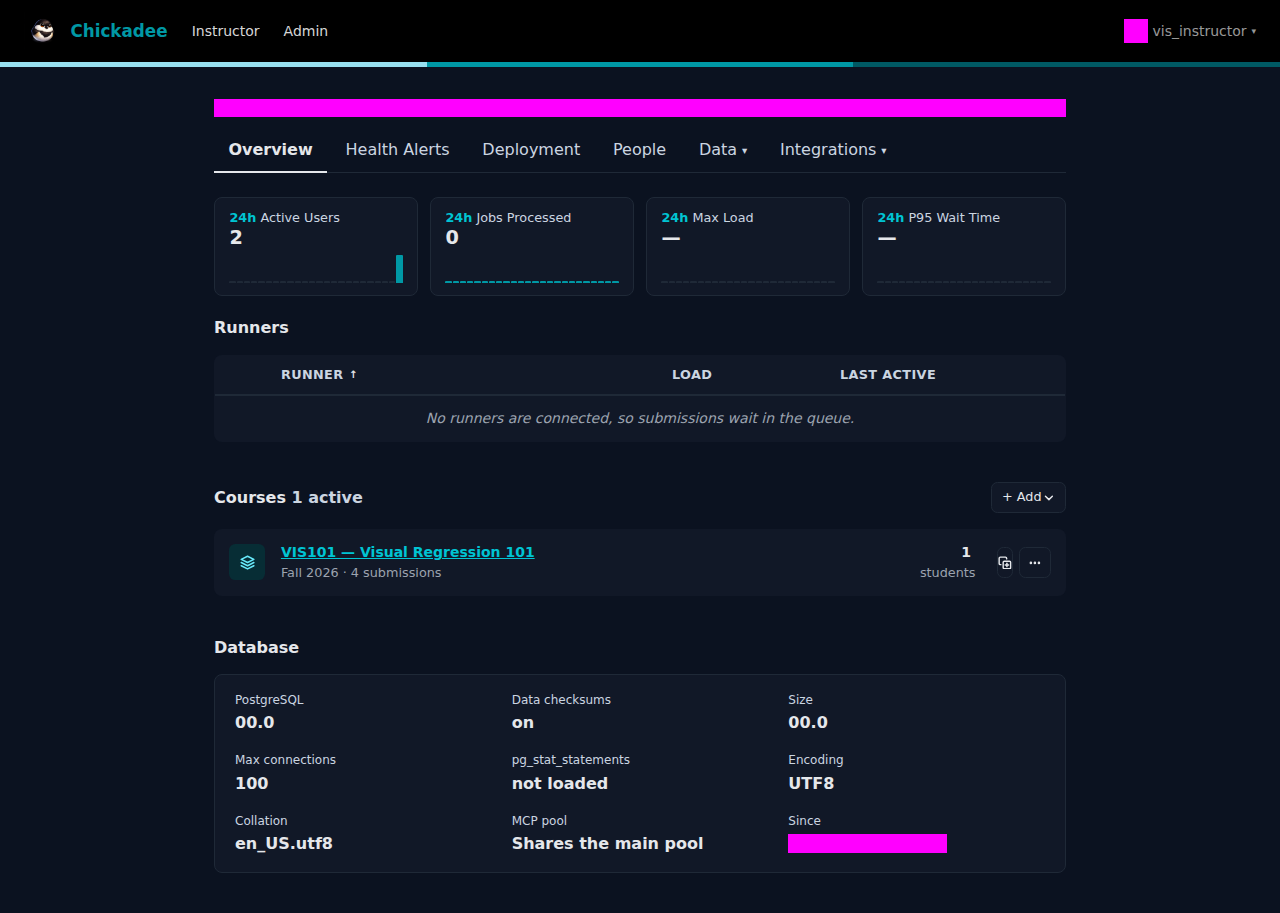 Chickadee Instructor Admin vis_instructor ▾
Overview Health Alerts Deployment People Data ▾ Integrations ▾
24h Active Users
2
24h Jobs Processed
0
24h Max Load
—
24h P95 Wait Time
—
Runners
RUNNER ↑ LOAD LAST ACTIVE
No runners are connected, so submissions wait in the queue.
Courses 1 active
+ Add
VIS101 — Visual Regression 101
Fall 2026 · 4 submissions
1
students
Database
PostgreSQL
00.0
Data checksums
on
Size
00.0
Max connections
100
pg_stat_statements
not loaded
Encoding
UTF8
Collation
en_US.utf8
MCP pool
Shares the main pool
Since